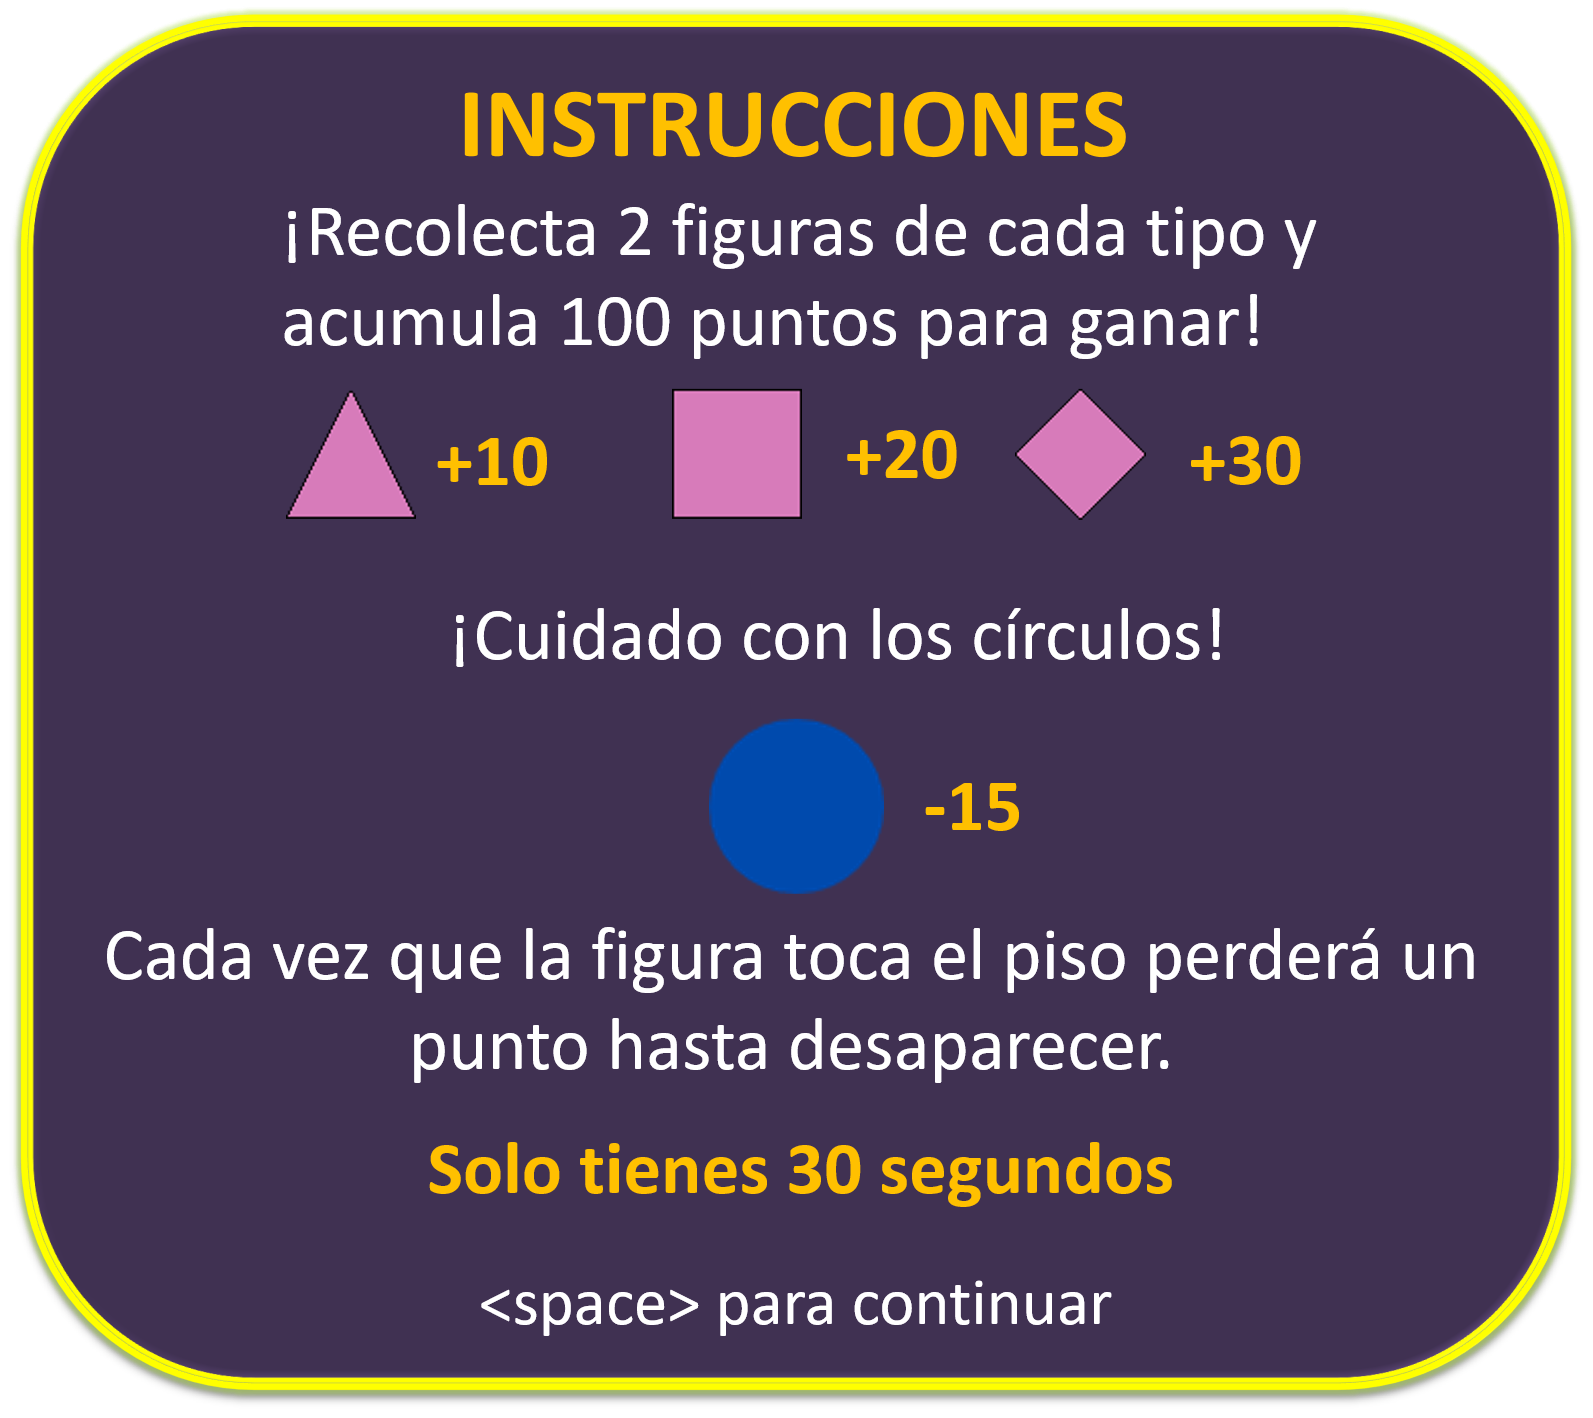 INSTRUCCIONES
¡Recolecta 2 figuras de cada tipo y
acumula 100 puntos para ganar!
+10 +20 +30
¡Cuidado con los círculos!
-15
Cada vez que la figura toca el piso perderá un
punto hasta desaparecer.
Solo tienes 30 segundos
<space> para continuar